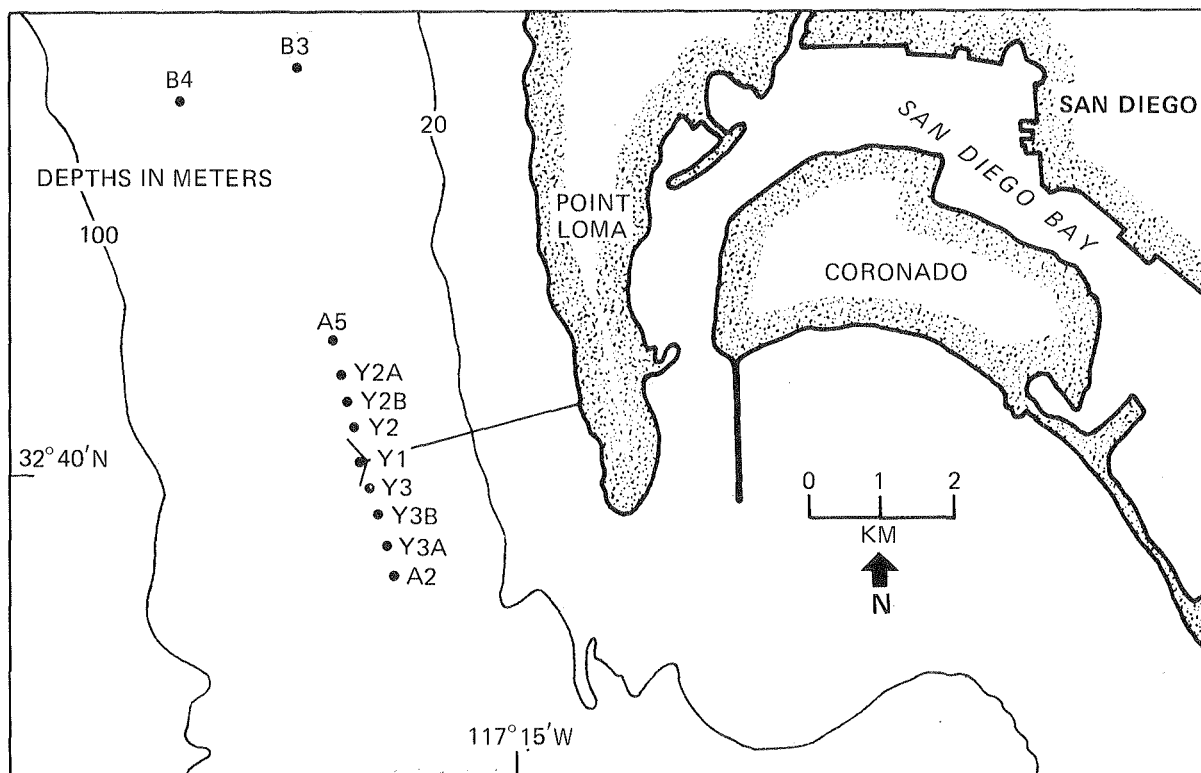 B3
B4
20
SAN DIEGO
SAN DIEGO BAY
DEPTHS IN METERS
POINT
LOMA
100
CORONADO
A5
Y2A
Y2B
Y2
32°40'N
Y1
Y3
0 1 2
Y3B
KM
Y3A
A2
N
117°15'W